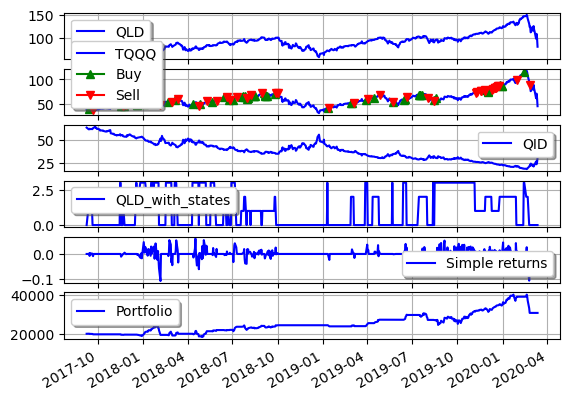 150
100
QLD
TQQQ
Buy
Sell
100
50
50
25
QID
2.5
0.0
QLD_with_states
0.0
−0.1
Simple returns
40000
20000
Portfolio
2017-10
2018-01
2018-04
2018-07
2018-10
2019-01
2019-04
2019-07
2019-10
2020-01
2020-04